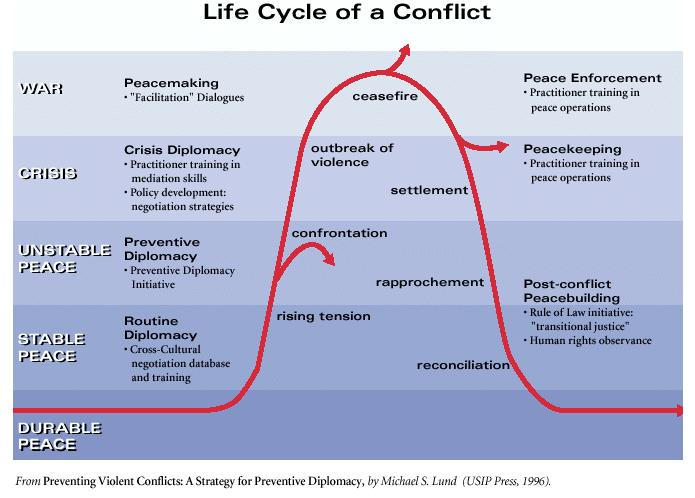 Life Cycle of a Conflict
WAR
Peacemaking
• "Facilitation" Dialogues
ceasefire
Peace Enforcement
• Practitioner training in
peace operations
CRISIS
Crisis Diplomacy
• Practitioner training in
mediation skills
• Policy development:
negotiation strategies
outbreak of
violence
settlement
Peacekeeping
• Practitioner training in
peace operations
UNSTABLE
PEACE
Preventive
Diplomacy
• Preventive Diplomacy
Initiative
confrontation
rapprochement
Post-conflict
Peacebuilding
• Rule of Law initiative:
"transitional justice"
• Human rights observance
STABLE
PEACE
Routine
Diplomacy
• Cross-Cultural
negotiation database
and training
rising tension
reconciliation
DURABLE
PEACE
From Preventing Violent Conflicts: A Strategy for Preventive Diplomacy, by Michael S. Lund (USIP Press, 1996).